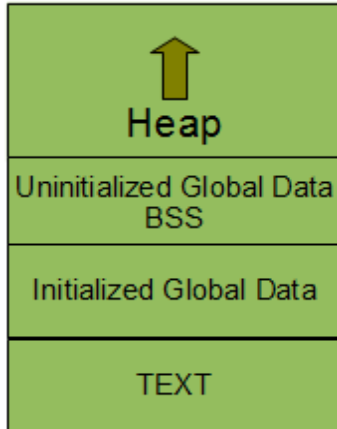 Heap
Uninitialized Global Data
BSS
Initialized Global Data
TEXT